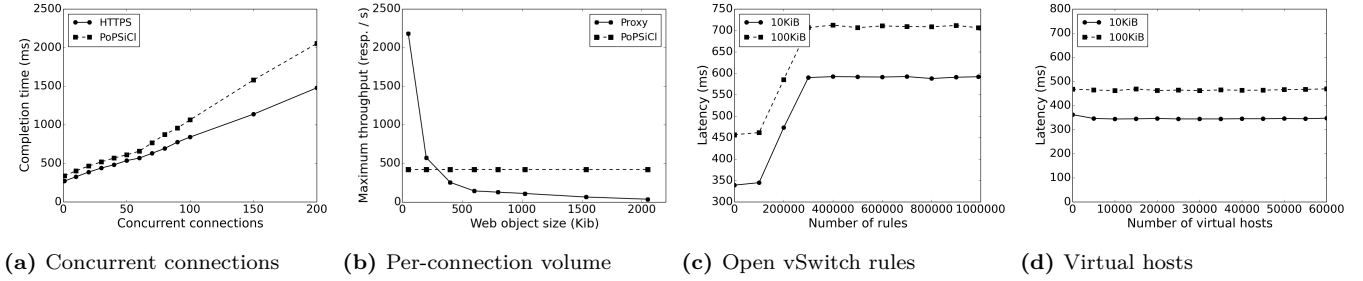 2500
2000
1500
1000
500
0
Completion time (ms)
HTTPS
PoPSiCl
0 50 100 150 200
Concurrent connections
2500
2000
1500
1000
500
0
Maximum throughput (resp. / s)
Proxy
PoPSiCl
0 500 1000 1500 2000
Web object size (Kib)
750
700
650
600
550
500
450
400
350
300
Latency (ms)
10KiB
100KiB
0 200000 400000 600000 800000 1000000
Number of rules
800
700
600
500
400
300
200
100
0
Latency (ms)
10KiB
100KiB
0 10000 20000 30000 40000 50000 60000
Number of virtual hosts
(a) Concurrent connections
(b) Per-connection volume
(c) Open vSwitch rules
(d) Virtual hosts